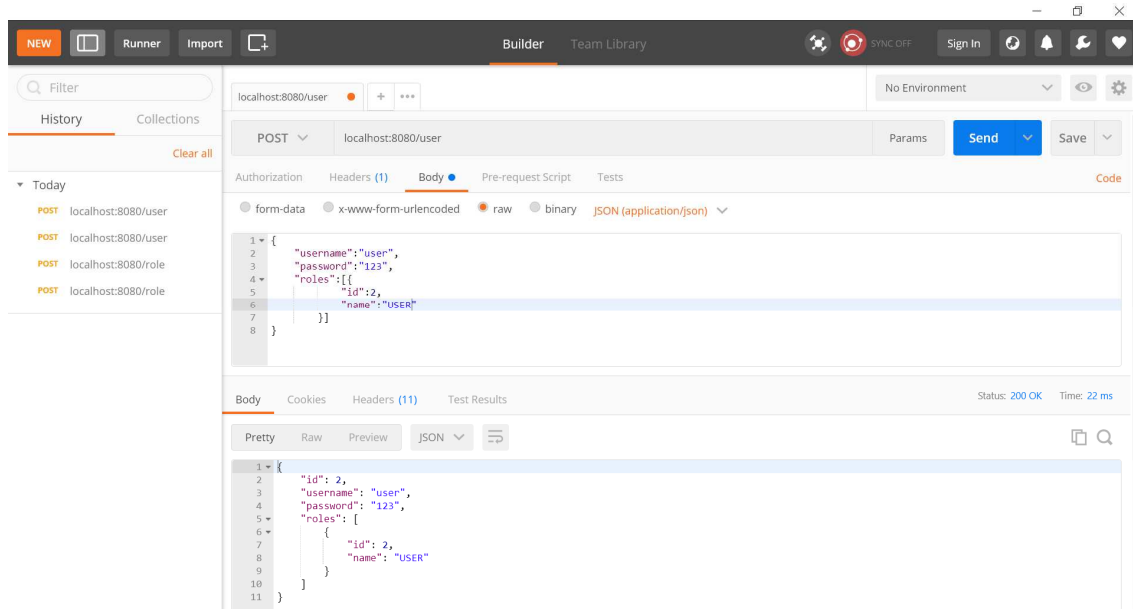 NEW Runner Import Builder Team Library SYNC OFF Sign In
Filter
History Collections
Clear all
Today
POST localhost:8080/user
POST localhost:8080/user
POST localhost:8080/role
POST localhost:8080/role
localhost:8080/user + ••• No Environment
POST localhost:8080/user Params Send Save
Authorization Headers (1) Body Pre-request Script Tests Code
form-data x-www-form-urlencoded raw binary JSON (application/json)
1 {
2 "username":"user",
3 "password":"123",
4 "roles":[{
5 "id":2,
6 "name":"USER"
7 }]
8 }
Body Cookies Headers (11) Test Results Status: 200 OK Time: 22 ms
Pretty Raw Preview JSON
1 {
2 "id": 2,
3 "username": "user",
4 "password": "123",
5 "roles": [
6 {
7 "id": 2,
8 "name": "USER"
9 }
10 ]
11 }